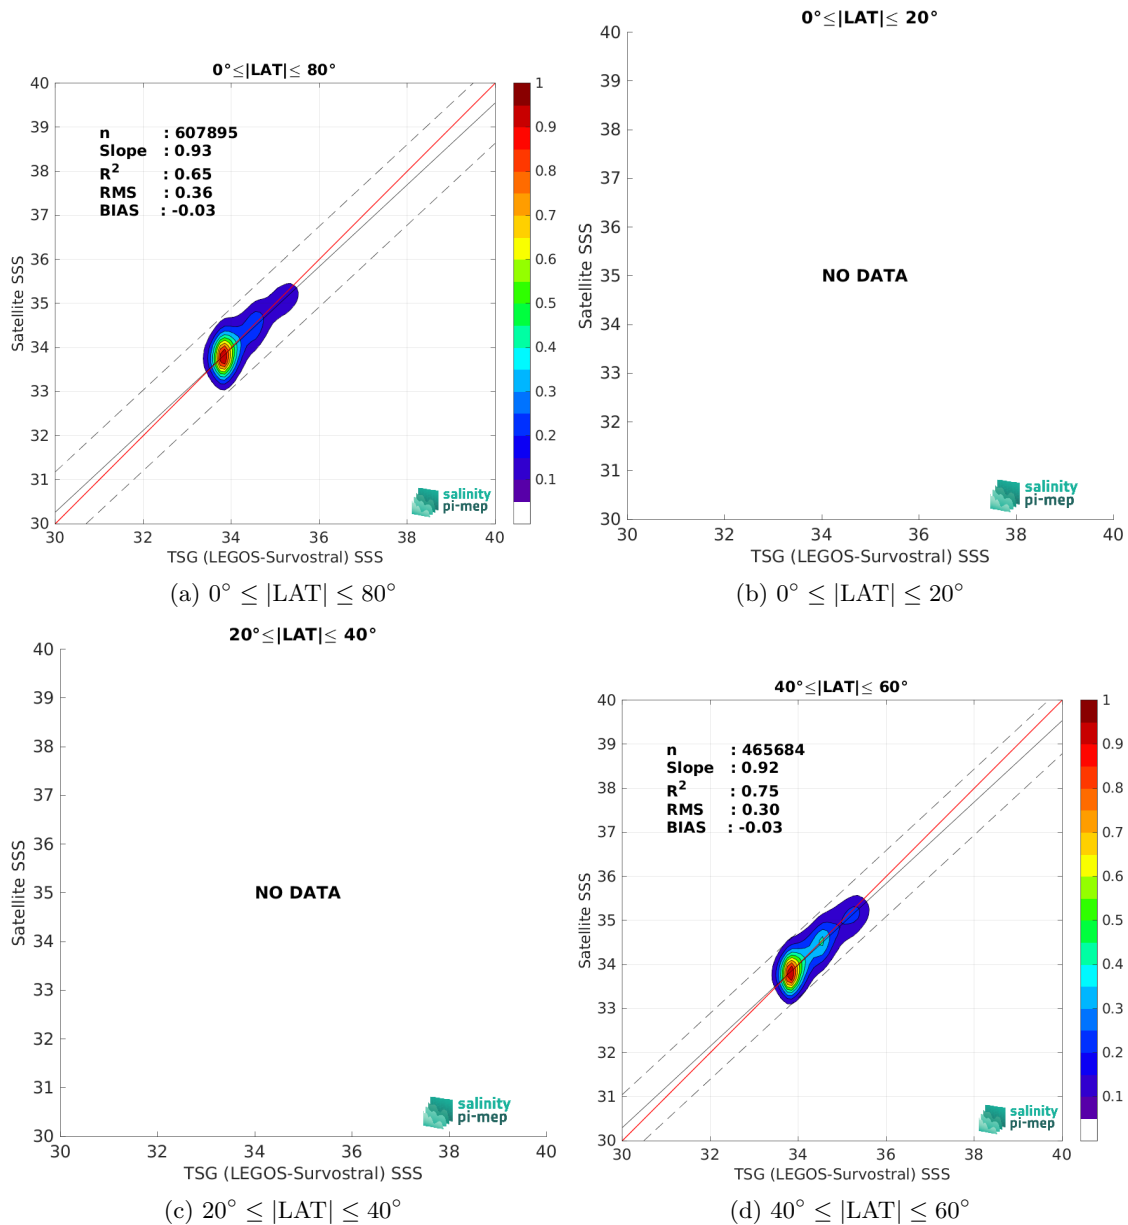 0°≤|LAT|≤ 80°
40
39
38
37
36
35
34
33
32
31
30
Satellite SSS
n : 607895
Slope : 0.93
R² : 0.65
RMS : 0.36
BIAS : -0.03
salinity
pi-mep
30 32 34 36 38 40
TSG (LEGOS-Survostral) SSS
1
0.9
0.8
0.7
0.6
0.5
0.4
0.3
0.2
0.1
(a) 0° ≤ |LAT| ≤ 80°
0°≤|LAT|≤ 20°
40
39
38
37
36
35
34
33
32
31
30
Satellite SSS
NO DATA
salinity
pi-mep
30 32 34 36 38 40
TSG (LEGOS-Survostral) SSS
(b) 0° ≤ |LAT| ≤ 20°
20°≤|LAT|≤ 40°
40
39
38
37
36
35
34
33
32
31
30
Satellite SSS
NO DATA
salinity
pi-mep
30 32 34 36 38 40
TSG (LEGOS-Survostral) SSS
(c) 20° ≤ |LAT| ≤ 40°
40°≤|LAT|≤ 60°
40
39
38
37
36
35
34
33
32
31
30
Satellite SSS
n : 465684
Slope : 0.92
R² : 0.75
RMS : 0.30
BIAS : -0.03
salinity
pi-mep
30 32 34 36 38 40
TSG (LEGOS-Survostral) SSS
1
0.9
0.8
0.7
0.6
0.5
0.4
0.3
0.2
0.1
(d) 40° ≤ |LAT| ≤ 60°